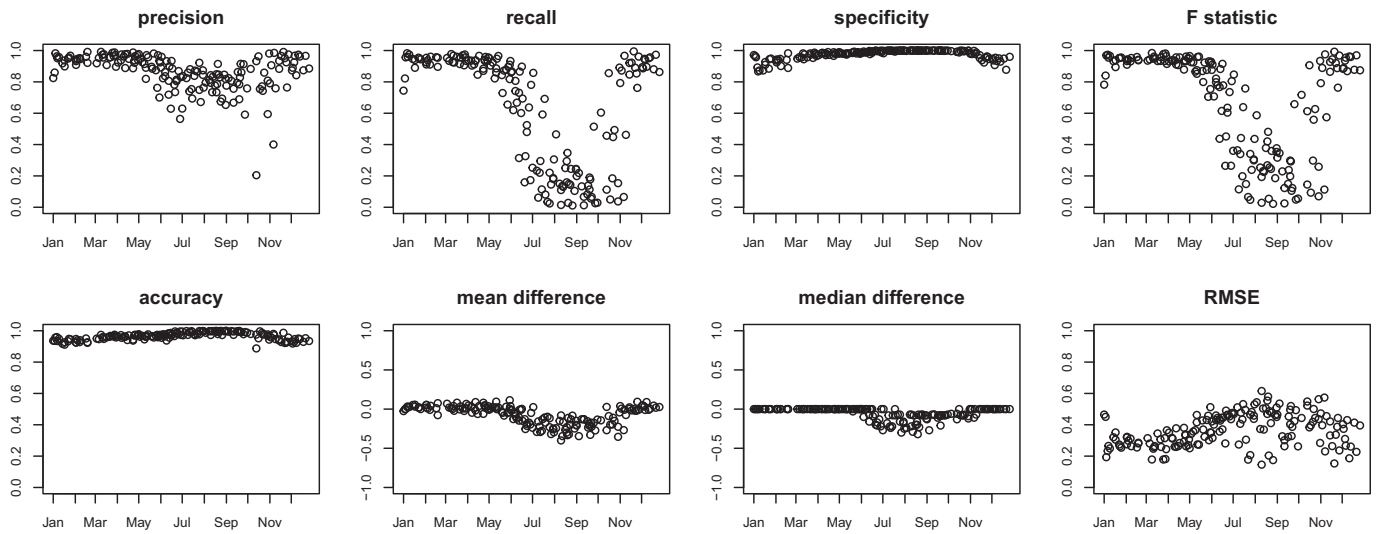 precision recall specificity F statistic
0.0 0.2 0.4 0.6 0.8 1.0 0.0 0.2 0.4 0.6 0.8 1.0 0.0 0.2 0.4 0.6 0.8 1.0 0.0 0.2 0.4 0.6 0.8 1.0
Jan Mar May Jul Sep Nov Jan Mar May Jul Sep Nov Jan Mar May Jul Sep Nov Jan Mar May Jul Sep Nov
accuracy mean difference median difference RMSE
0.0 0.2 0.4 0.6 0.8 1.0 −1.0 −0.5 0.0 0.5 1.0 −1.0 −0.5 0.0 0.5 1.0 0.0 0.2 0.4 0.6 0.8 1.0
Jan Mar May Jul Sep Nov Jan Mar May Jul Sep Nov Jan Mar May Jul Sep Nov Jan Mar May Jul Sep Nov